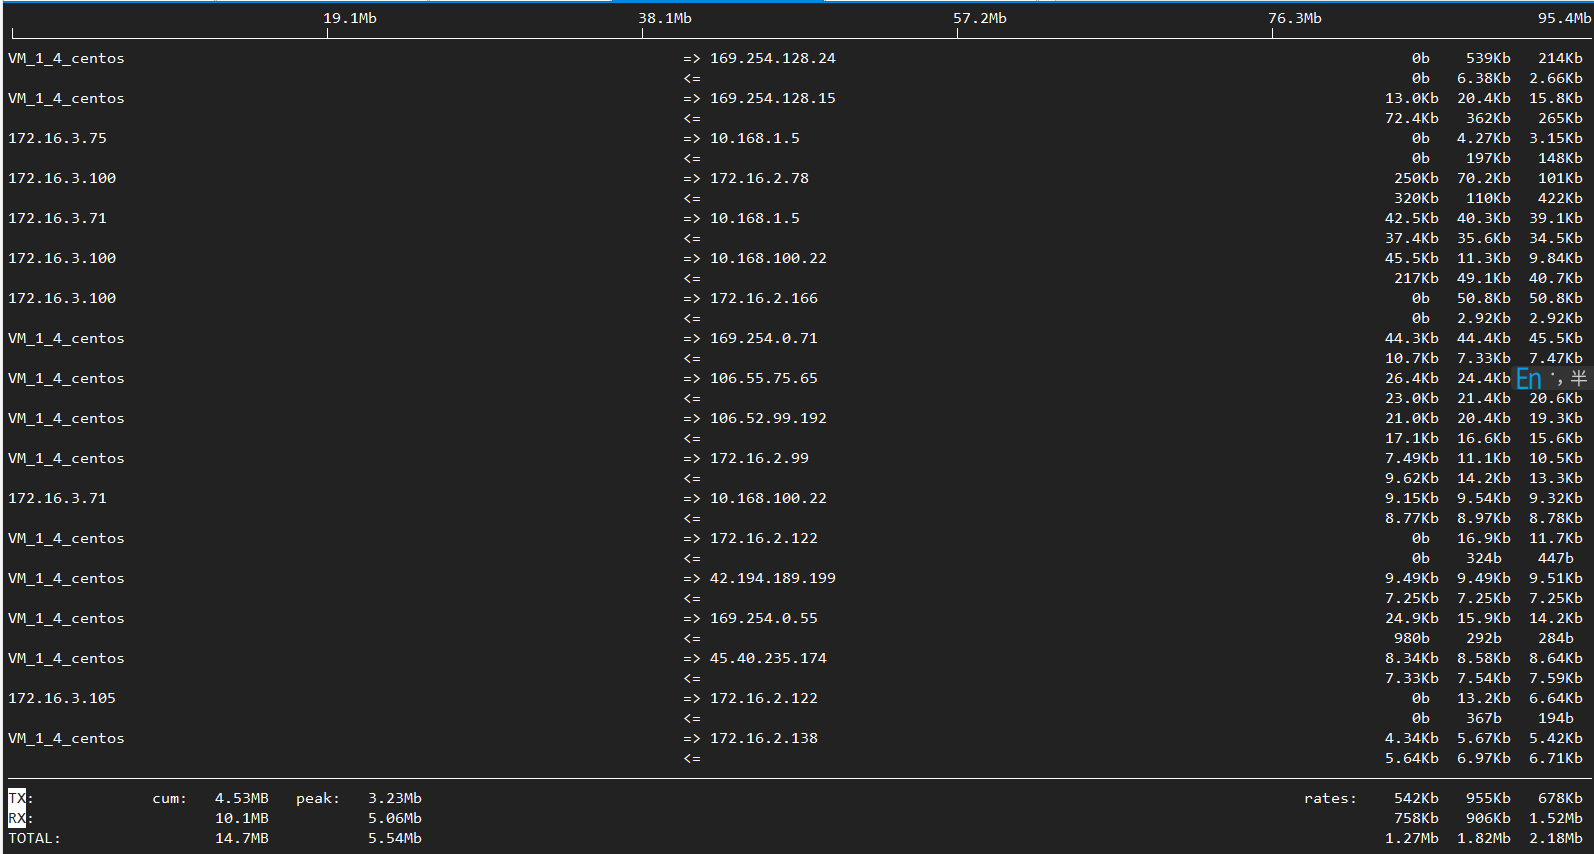 19.1Mb 38.1Mb 57.2Mb 76.3Mb 95.4Mb
VM_1_4_centos => 169.254.128.24 0b 539Kb 214Kb
<= 0b 6.38Kb 2.66Kb
VM_1_4_centos => 169.254.128.15 13.0Kb 20.4Kb 15.8Kb
<= 72.4Kb 362Kb 265Kb
172.16.3.75 => 10.168.1.5 0b 4.27Kb 3.15Kb
<= 0b 197Kb 148Kb
172.16.3.100 => 172.16.2.78 250Kb 70.2Kb 101Kb
<= 320Kb 110Kb 422Kb
172.16.3.71 => 10.168.1.5 42.5Kb 40.3Kb 39.1Kb
<= 37.4Kb 35.6Kb 34.5Kb
172.16.3.100 => 10.168.100.22 45.5Kb 11.3Kb 9.84Kb
<= 217Kb 49.1Kb 40.7Kb
172.16.3.100 => 172.16.2.166 0b 50.8Kb 50.8Kb
<= 0b 2.92Kb 2.92Kb
VM_1_4_centos => 169.254.0.71 44.3Kb 44.4Kb 45.5Kb
<= 10.7Kb 7.33Kb 7.47Kb
VM_1_4_centos => 106.55.75.65 26.4Kb 24.4Kb En 半
<= 23.0Kb 21.4Kb 20.6Kb
VM_1_4_centos => 106.52.99.192 21.0Kb 20.4Kb 19.3Kb
<= 17.1Kb 16.6Kb 15.6Kb
VM_1_4_centos => 172.16.2.99 7.49Kb 11.1Kb 10.5Kb
<= 9.62Kb 14.2Kb 13.3Kb
172.16.3.71 => 10.168.100.22 9.15Kb 9.54Kb 9.32Kb
<= 8.77Kb 8.97Kb 8.78Kb
VM_1_4_centos => 172.16.2.122 0b 16.9Kb 11.7Kb
<= 0b 324b 447b
VM_1_4_centos => 42.194.189.199 9.49Kb 9.49Kb 9.51Kb
<= 7.25Kb 7.25Kb 7.25Kb
VM_1_4_centos => 169.254.0.55 24.9Kb 15.9Kb 14.2Kb
<= 980b 292b 284b
VM_1_4_centos => 45.40.235.174 8.34Kb 8.58Kb 8.64Kb
<= 7.33Kb 7.54Kb 7.59Kb
172.16.3.105 => 172.16.2.122 0b 13.2Kb 6.64Kb
<= 0b 367b 194b
VM_1_4_centos => 172.16.2.138 4.34Kb 5.67Kb 5.42Kb
<= 5.64Kb 6.97Kb 6.71Kb
TX: cum: 4.53MB peak: 3.23Mb rates: 542Kb 955Kb 678Kb
RX: 10.1MB 5.06Mb 758Kb 906Kb 1.52Mb
TOTAL: 14.7MB 5.54Mb 1.27Mb 1.82Mb 2.18Mb